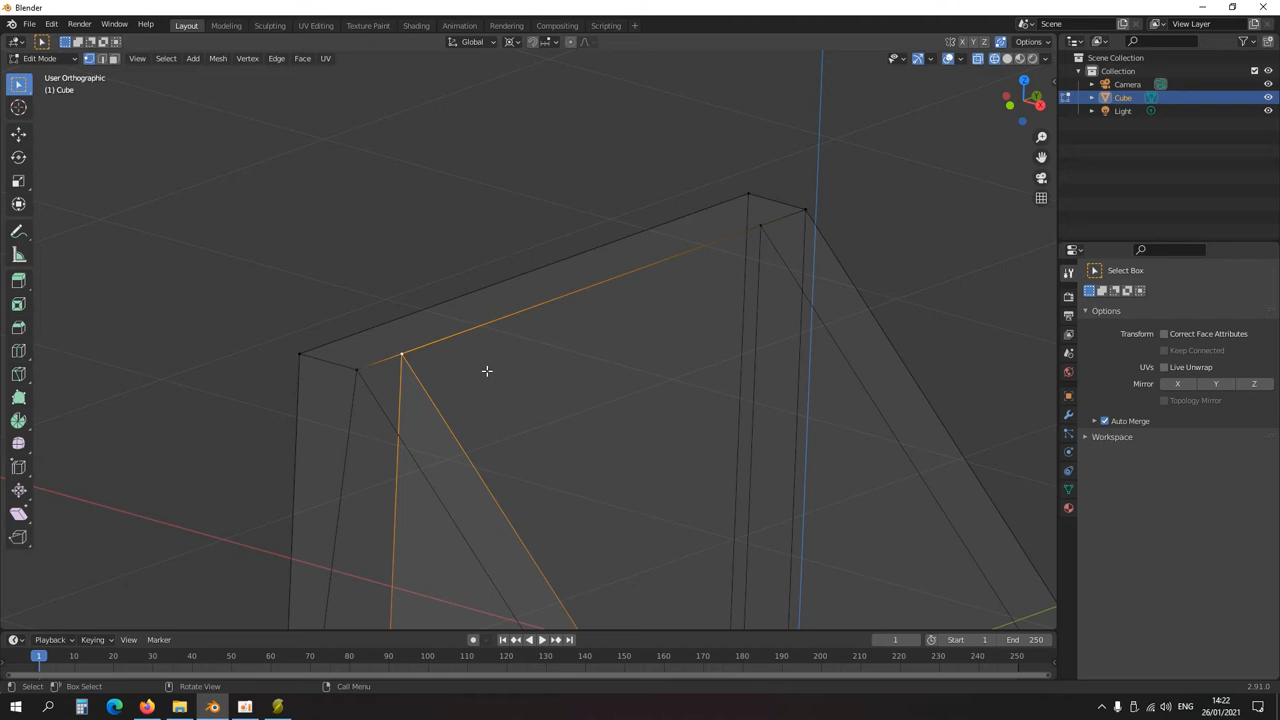 Blender
File Edit Render Window Help Layout Modeling Sculpting UV Editing Texture Paint Shading Animation Rendering Compositing Scripting + Scene View Layer
Global X Y Z Options
Edit Mode View Select Add Mesh Vertex Edge Face UV
User Orthographic
(1) Cube
Z
Y
X
Scene Collection
Collection
Camera
Cube
Light
Select Box
Options
Transform Correct Face Attributes
Keep Connected
UVs Live Unwrap
Mirror X Y Z
Topology Mirror
Auto Merge
Workspace
Playback Keying View Marker 1 Start 1 End 250
1 10 20 30 40 50 60 70 80 90 100 110 120 130 140 150 160 170 180 190 200 210 220 230 240 250
Select Box Select Rotate View Call Menu 2.91.0
ENG 14:22
26/01/2021